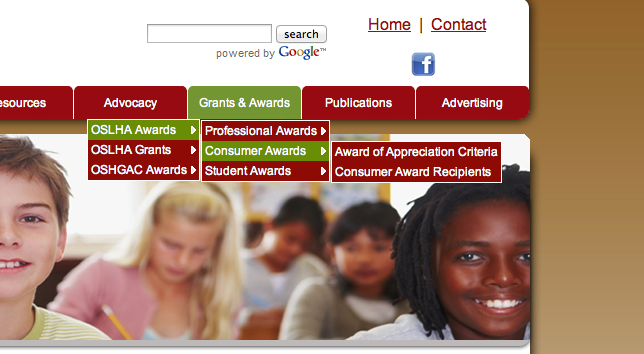 Home | Contact
search
powered by Google™
esources Advocacy Grants & Awards Publications Advertising
OSLHA Awards Professional Awards
OSLHA Grants Consumer Awards Award of Appreciation Criteria
OSHGAC Awards Student Awards Consumer Award Recipients